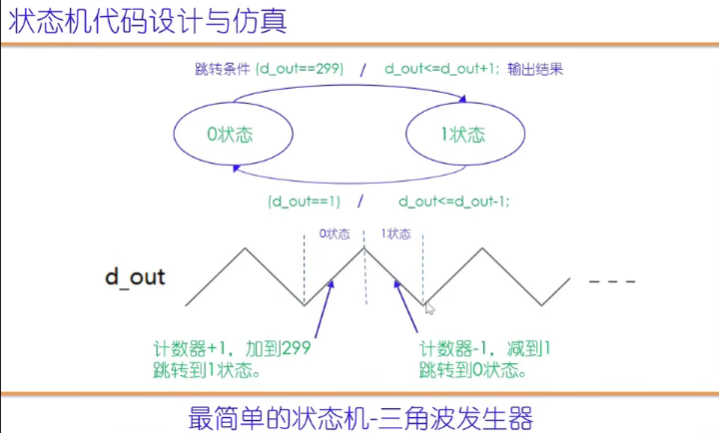 状态机代码设计与仿真
跳转条件 (d_out==299) / d_out<=d_out+1; 输出结果
0状态 1状态
(d_out==1) / d_out<=d_out-1;
0状态 1状态
d_out
计数器+1，加到299
跳转到1状态。
计数器-1，减到1
跳转到0状态。
最简单的状态机-三角波发生器